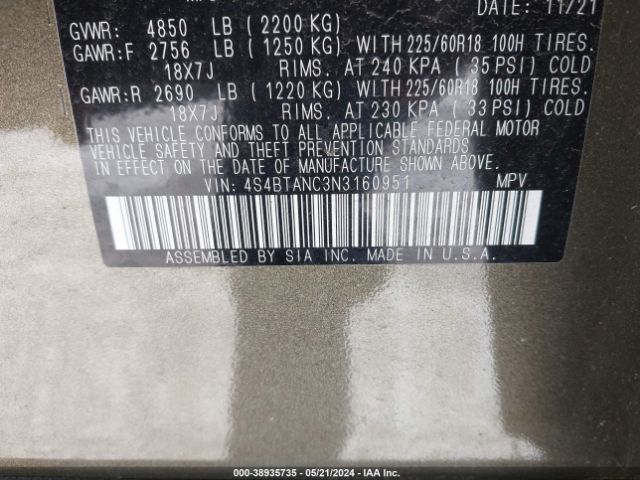 DATE: 11/21
GVWR: 4850 LB (2200 KG)
GAWR:F 2756 LB (1250 KG) WITH 225/60R18 100H TIRES.
18X7J RIMS. AT 240 KPA (35 PSI) COLD
GAWR:R 2690 LB (1220 KG) WITH 225/60R18 100H TIRES.
18X7J RIMS. AT 230 KPA (33 PSI) COLD
THIS VEHICLE CONFORMS TO ALL APPLICABLE FEDERAL MOTOR
VEHICLE SAFETY AND THEFT PREVENTION STANDARDS
IN EFFECT ON THE DATE OF MANUFACTURE SHOWN ABOVE.
VIN: 4S4BTANC3N3160951 MPV
ASSEMBLED BY SIA INC. MADE IN U.S.A.
000-38935735 - 05/21/2024 - IAA Inc.